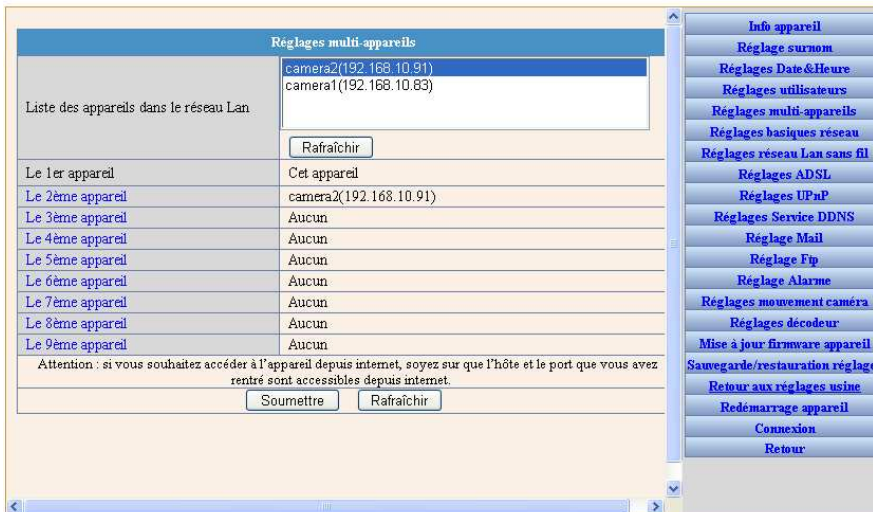 Réglages multi-appareils
Liste des appareils dans le réseau Lan
camera2(192.168.10.91)
camera1(192.168.10.83)
Rafraîchir
Le 1er appareil Cet appareil
Le 2ème appareil camera2(192.168.10.91)
Le 3ème appareil Aucun
Le 4ème appareil Aucun
Le 5ème appareil Aucun
Le 6ème appareil Aucun
Le 7ème appareil Aucun
Le 8ème appareil Aucun
Le 9ème appareil Aucun
Attention : si vous souhaitez accéder à l'appareil depuis internet, soyez sur que l'hôte et le port que vous avez
rentré sont accessibles depuis internet.
Soumettre Rafraîchir
Info appareil
Réglage surnom
Réglages Date&Heure
Réglages utilisateurs
Réglages multi-appareils
Réglages basiques réseau
Réglages réseau Lan sans fil
Réglages ADSL
Réglages UPnP
Réglages Service DDNS
Réglage Mail
Réglage Ftp
Réglage Alarme
Réglages mouvement caméra
Réglages décodeur
Mise à jour firmware appareil
Sauvegarde/restauration réglage
Retour aux réglages usine
Redémarrage appareil
Connexion
Retour